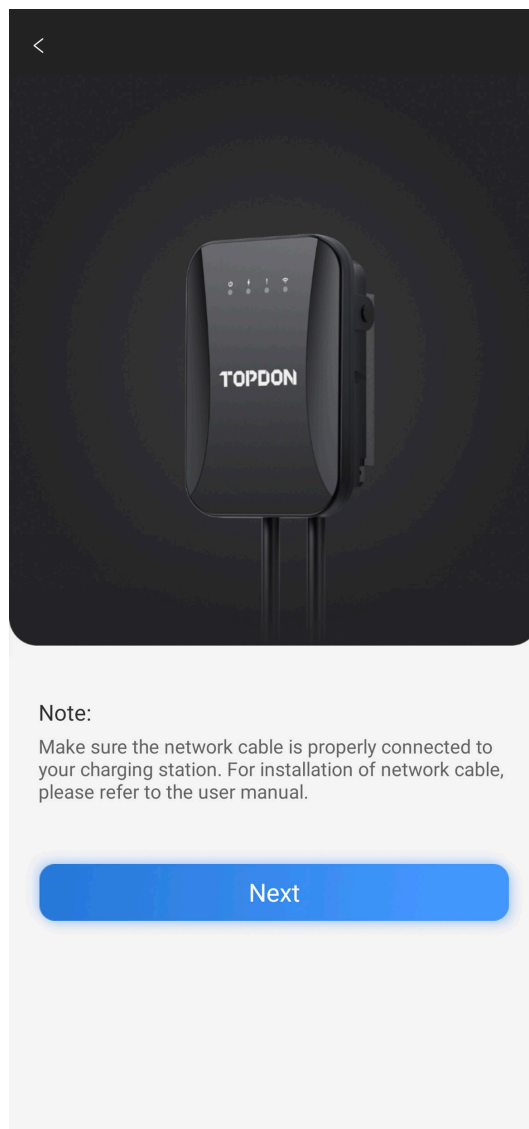 TOPDON
Note:
Make sure the network cable is properly connected to
your charging station. For installation of network cable,
please refer to the user manual.
Next